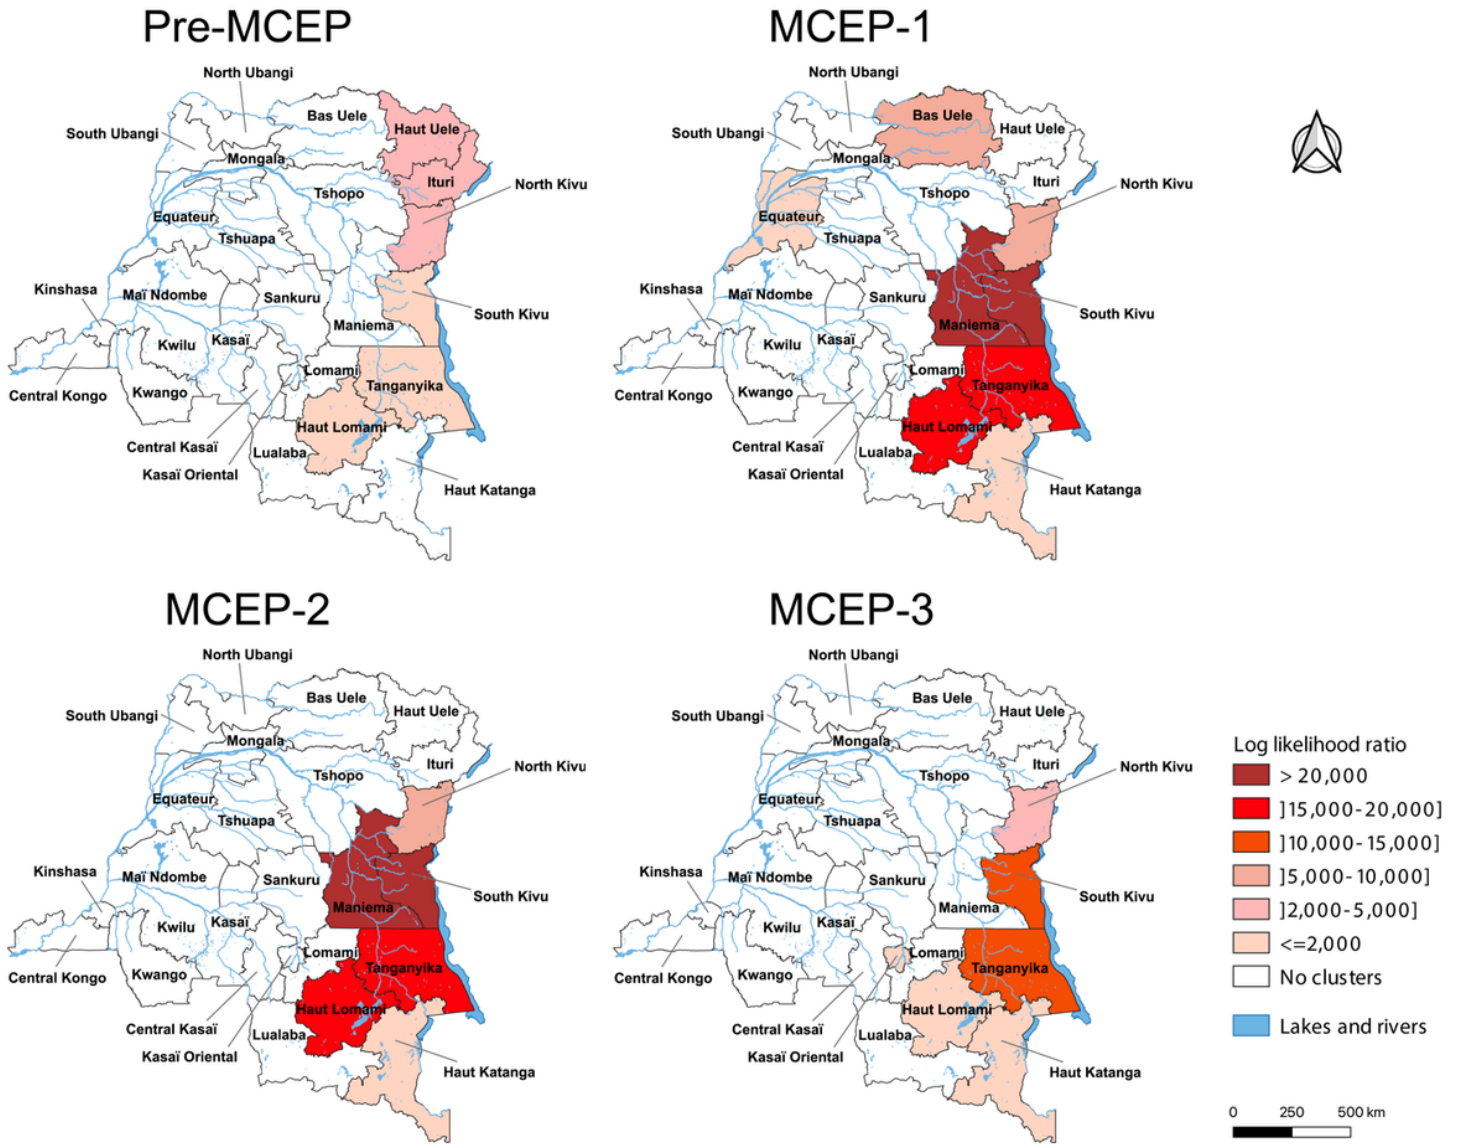 Pre-MCEP
North Ubangi
Bas Uele
Haut Uele
South Ubangi
Mongala
Ituri
North Kivu
Tshopo
Equateur
Tshuapa
Kinshasa
Maï Ndombe
Sankuru
South Kivu
Maniema
Kwilu
Kasaï
Lomami
Tanganyika
Central Kongo
Kwango
Haut Lomami
Central Kasaï
Lualaba
Kasaï Oriental
Haut Katanga
MCEP-1
North Ubangi
Bas Uele
Haut Uele
South Ubangi
Mongala
Ituri
North Kivu
Tshopo
Equateur
Tshuapa
Kinshasa
Maï Ndombe
Sankuru
South Kivu
Maniema
Kwilu
Kasaï
Lomami
Tanganyika
Central Kongo
Kwango
Haut Lomami
Central Kasaï
Lualaba
Kasaï Oriental
Haut Katanga
MCEP-2
North Ubangi
Bas Uele
Haut Uele
South Ubangi
Mongala
Ituri
North Kivu
Tshopo
Equateur
Tshuapa
Kinshasa
Maï Ndombe
Sankuru
South Kivu
Maniema
Kwilu
Kasaï
Lomami
Tanganyika
Central Kongo
Kwango
Haut Lomami
Central Kasaï
Lualaba
Kasaï Oriental
Haut Katanga
MCEP-3
North Ubangi
Bas Uele
Haut Uele
South Ubangi
Mongala
Ituri
North Kivu
Tshopo
Equateur
Tshuapa
Kinshasa
Maï Ndombe
Sankuru
South Kivu
Maniema
Kwilu
Kasaï
Lomami
Tanganyika
Central Kongo
Kwango
Haut Lomami
Central Kasaï
Lualaba
Kasaï Oriental
Haut Katanga
Log likelihood ratio
> 20,000
]15,000-20,000]
]10,000-15,000]
]5,000-10,000]
]2,000-5,000]
<=2,000
No clusters
Lakes and rivers
0 250 500 km